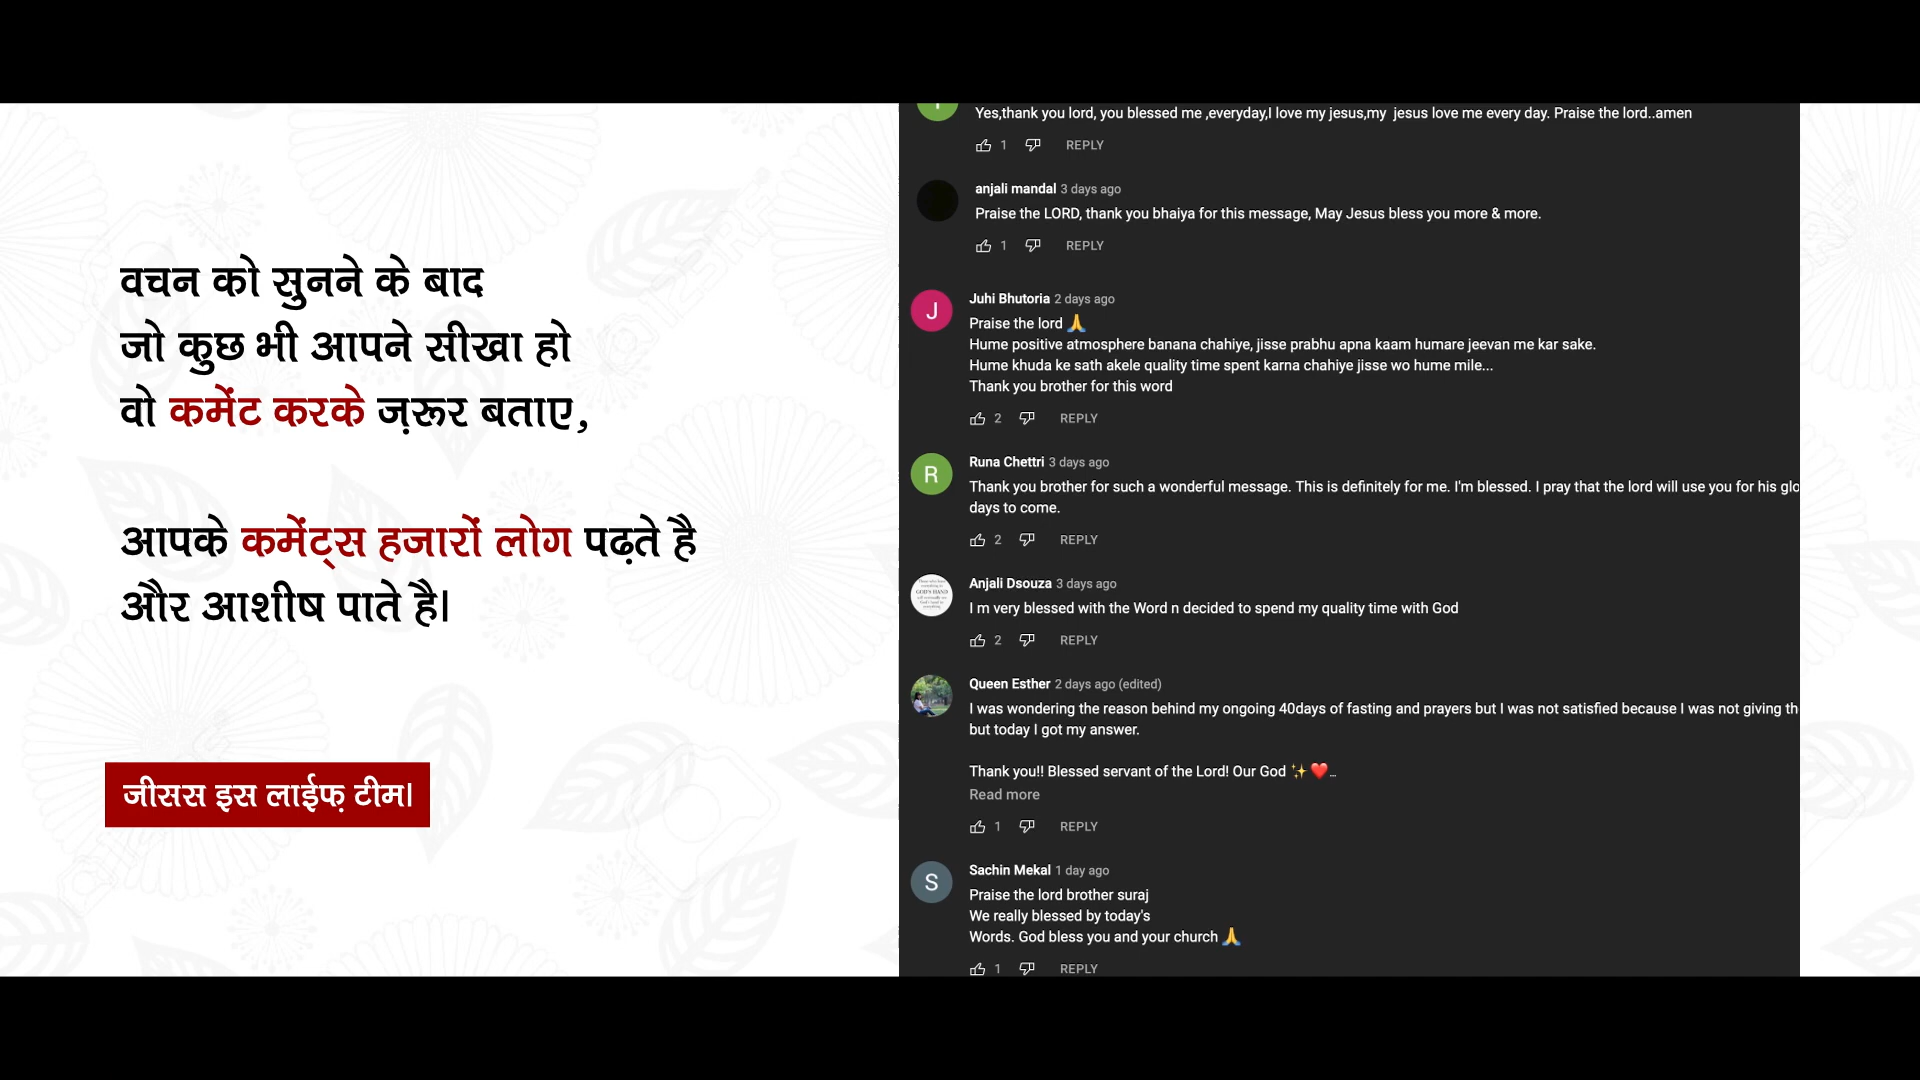 वचन को सुनने के बाद
जो कुछ भी आपने सीखा हो
वो कमेंट करके ज़रूर बताए,
आपके कमेंट्स हजारों लोग पढ़ते है
और आशीष पाते है।
जीसस इस लाईफ़ टीम।
Yes,thank you lord, you blessed me ,everyday,I love my jesus,my jesus love me every day. Praise the lord..amen
1 REPLY
anjali mandal 3 days ago
Praise the LORD, thank you bhaiya for this message, May Jesus bless you more & more.
1 REPLY
J
Juhi Bhutoria 2 days ago
Praise the lord 🙏
Hume positive atmosphere banana chahiye, jisse prabhu apna kaam humare jeevan me kar sake.
Hume khuda ke sath akele quality time spent karna chahiye jisse wo hume mile...
Thank you brother for this word
2 REPLY
R
Runa Chettri 3 days ago
Thank you brother for such a wonderful message. This is definitely for me. I'm blessed. I pray that the lord will use you for his glo
days to come.
2 REPLY
Anjali Dsouza 3 days ago
I m very blessed with the Word n decided to spend my quality time with God
2 REPLY
Queen Esther 2 days ago (edited)
I was wondering the reason behind my ongoing 40days of fasting and prayers but I was not satisfied because I was not giving th
but today I got my answer.
Thank you!! Blessed servant of the Lord! Our God ✨❤️...
Read more
1 REPLY
S
Sachin Mekal 1 day ago
Praise the lord brother suraj
We really blessed by today's
Words. God bless you and your church 🙏
1 REPLY